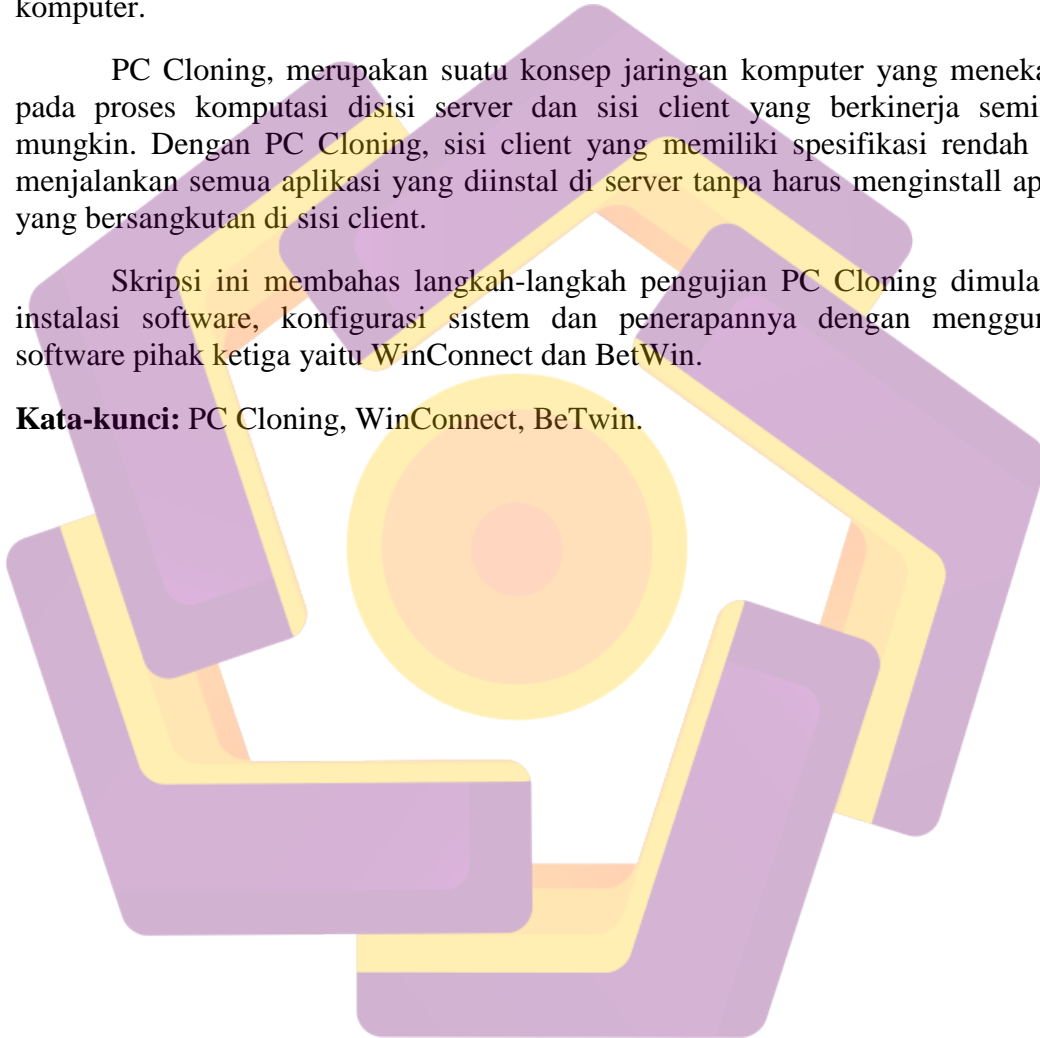 komputer.
PC Cloning, merupakan suatu konsep jaringan komputer yang meneka
pada proses komputasi disisi server dan sisi client yang berkinerja semi
mungkin. Dengan PC Cloning, sisi client yang memiliki spesifikasi rendah
menjalankan semua aplikasi yang diinstal di server tanpa harus menginstall ap
yang bersangkutan di sisi client.
Skripsi ini membahas langkah-langkah pengujian PC Cloning dimula
instalasi software, konfigurasi sistem dan penerapannya dengan menggu
software pihak ketiga yaitu WinConnect dan BetWin.
Kata-kunci: PC Cloning, WinConnect, BeTwin.